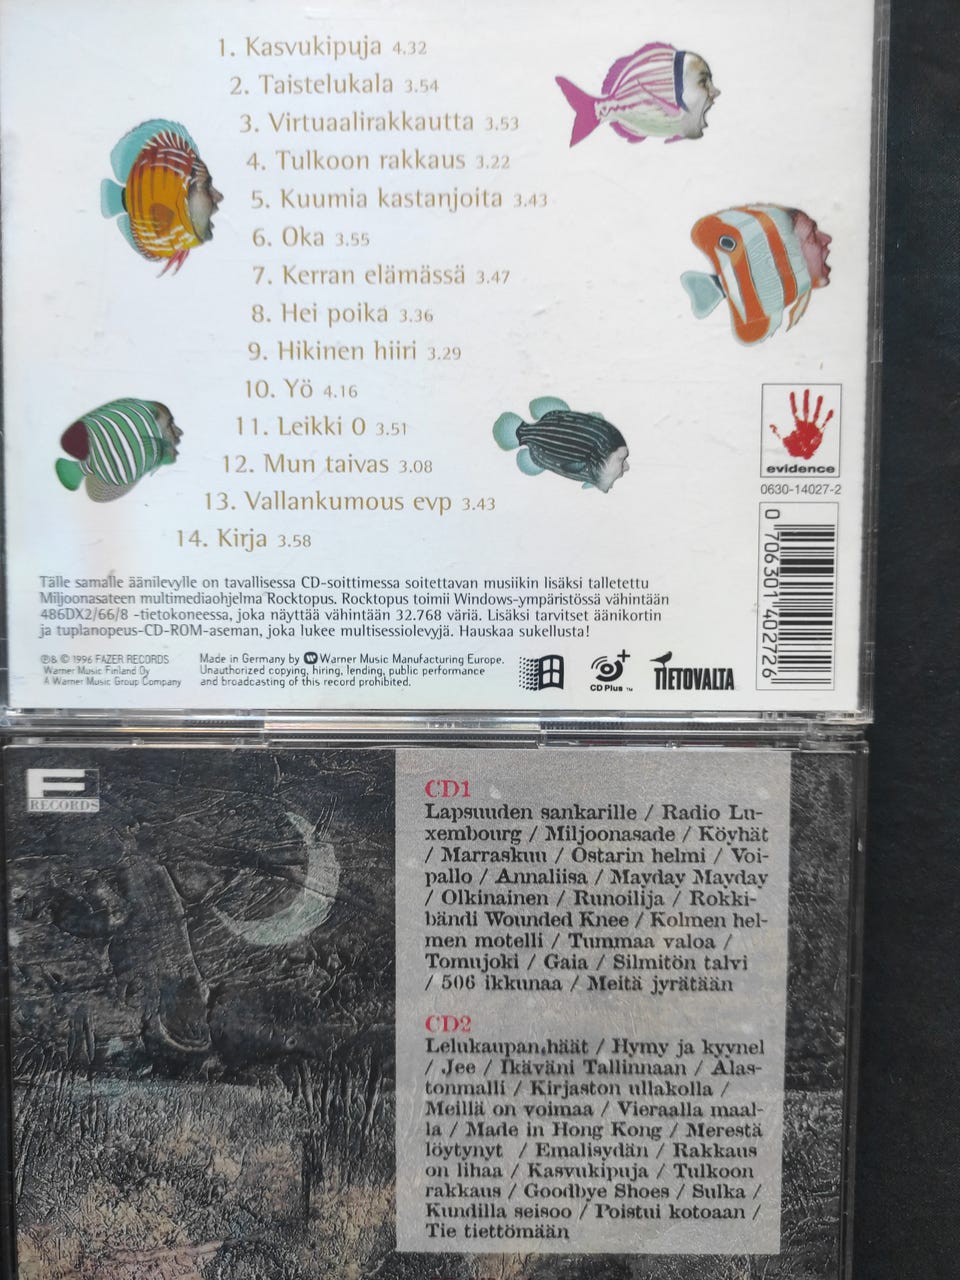 1. Kasvukipuja 4.32
2. Taistelukala 3.54
3. Virtuaalirakkautta 3.53
4. Tulkoon rakkaus 3.22
5. Kuumia kastanjoita 3.43
6. Oka 3.55
7. Kerran elämässä 3.47
8. Hei poika 3.36
9. Hikinen hiiri 3.29
10. Yö 4.16
11. Leikki O 3.51
12. Mun taivas 3.08
13. Vallankumous evp 3.43
14. Kirja 3.58
evidence
0630-14027-2
0 706301 402726
Tälle samalle äänilevylle on tavallisessa CD-soittimessa soitettavan musiikin lisäksi talletettu
Miljoonasateen multimediaohjelma Rocktopus. Rocktopus toimii Windows-ympäristössä vähintään
486DX2/66/8 -tietokoneessa, joka näyttää vähintään 32.768 väriä. Lisäksi tarvitset äänikortin
ja tuplanopeus-CD-ROM-aseman, joka lukee multisessiolevyjä. Hauskaa sukellusta!
℗& © 1996 FAZER RECORDS
Warner Music Finland Oy
A Warner Music Group Company
Made in Germany by Warner Music Manufacturing Europe.
Unauthorized copying, hiring, lending, public performance
and broadcasting of this record prohibited.
CD Plus ™
TIETOVALTA
F
RECORDS
CD1
Lapsuuden sankarille / Radio Lu-
xembourg / Miljoonasade / Köyhät
/ Marraskuu / Ostarin helmi / Voi-
pallo / Annaliisa / Mayday Mayday
/ Olkinainen / Runoilija / Rokki-
bändi Wounded Knee / Kolmen hel-
men motelli / Tummaa valoa /
Tomujoki / Gaia / Silmitön talvi
/ 506 ikkunaa / Meitä jyrätään
CD2
Lelukaupan häät / Hymy ja kyynel
/ Jee / Ikäväni Tallinnaan / Alas-
tonmalli / Kirjaston ullakolla /
Meillä on voimaa / Vieraalla maal-
la / Made in Hong Kong / Merestä
löytynyt / Emalisydän / Rakkaus
on lihaa / Kasvukipuja / Tulkoon
rakkaus / Goodbye Shoes / Sulka /
Kundilla seisoo / Poistui kotoaan /
Tie tiettömään